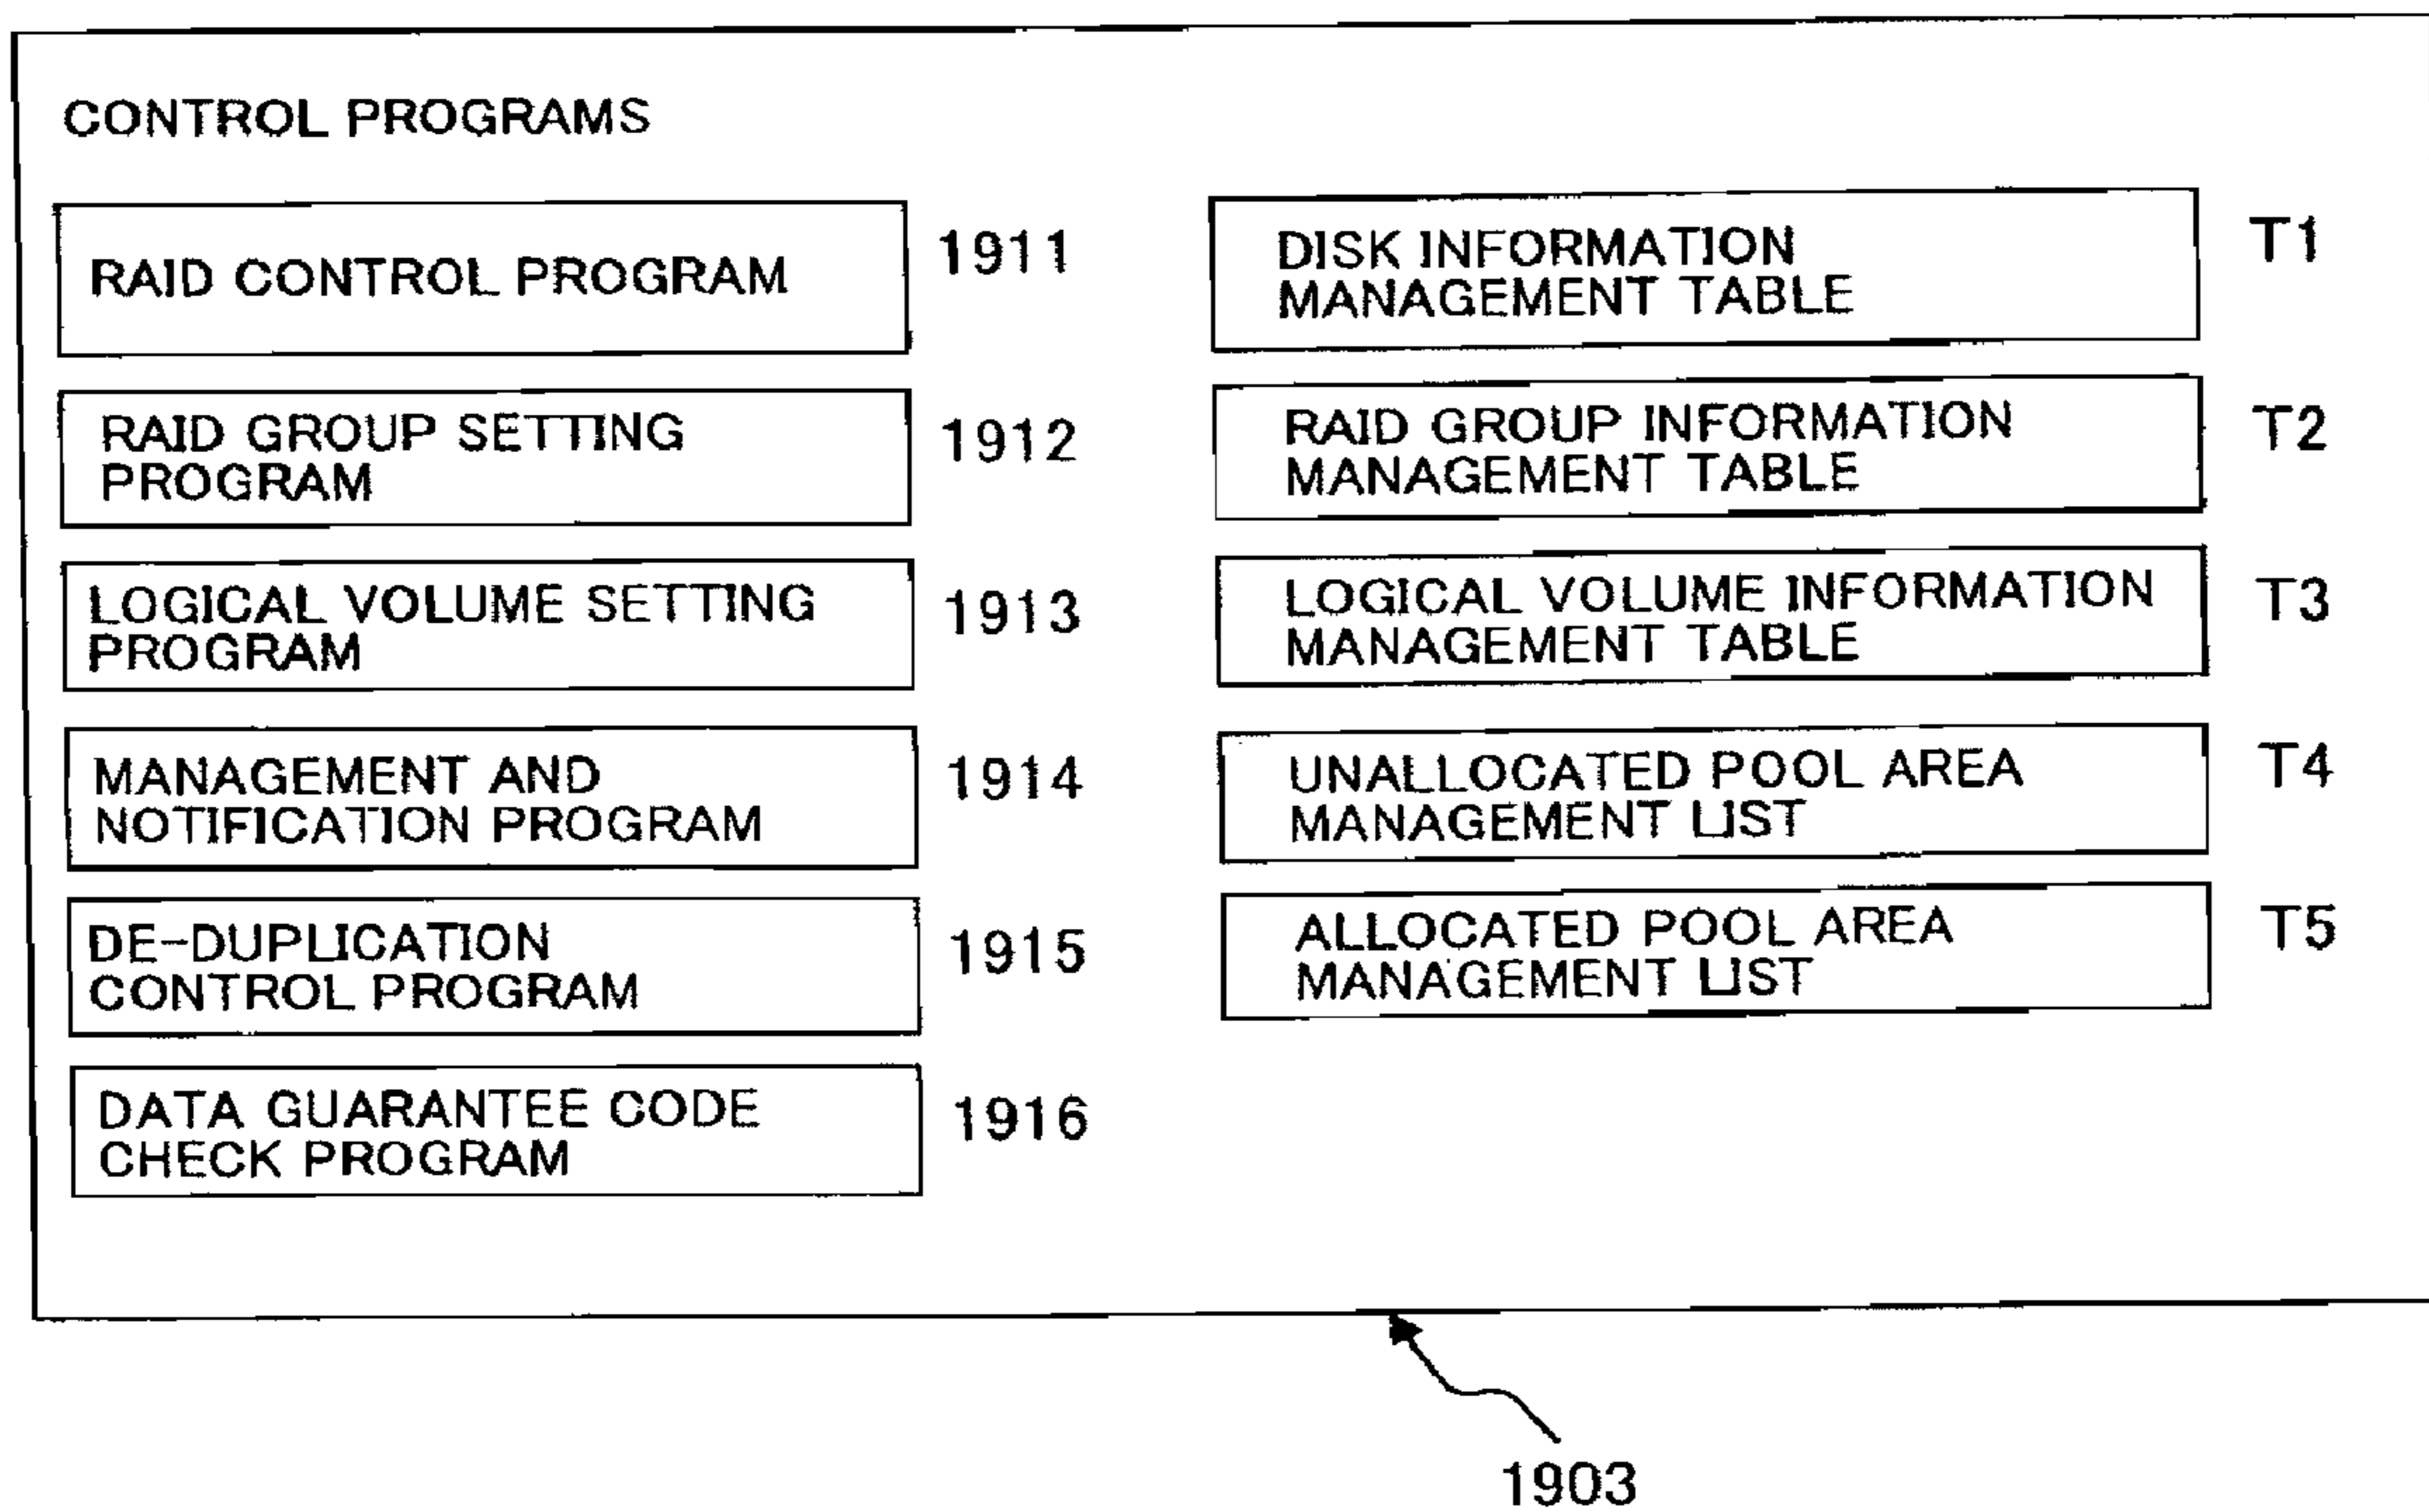 CONTROL PROGRAMS
RAID CONTROL PROGRAM
1911
RAID GROUP SETTING
PROGRAM
1912
LOGICAL VOLUME SETTING
PROGRAM
1913
MANAGEMENT AND
NOTIFICATION PROGRAM
1914
DE-DUPLICATION
CONTROL PROGRAM
1915
DATA GUARANTEE CODE
CHECK PROGRAM
1916
DISK INFORMATION
MANAGEMENT TABLE
T1
RAID GROUP INFORMATION
MANAGEMENT TABLE
T2
LOGICAL VOLUME INFORMATION
MANAGEMENT TABLE
T3
UNALLOCATED POOL AREA
MANAGEMENT LIST
T4
ALLOCATED POOL AREA
MANAGEMENT LIST
T5
1903